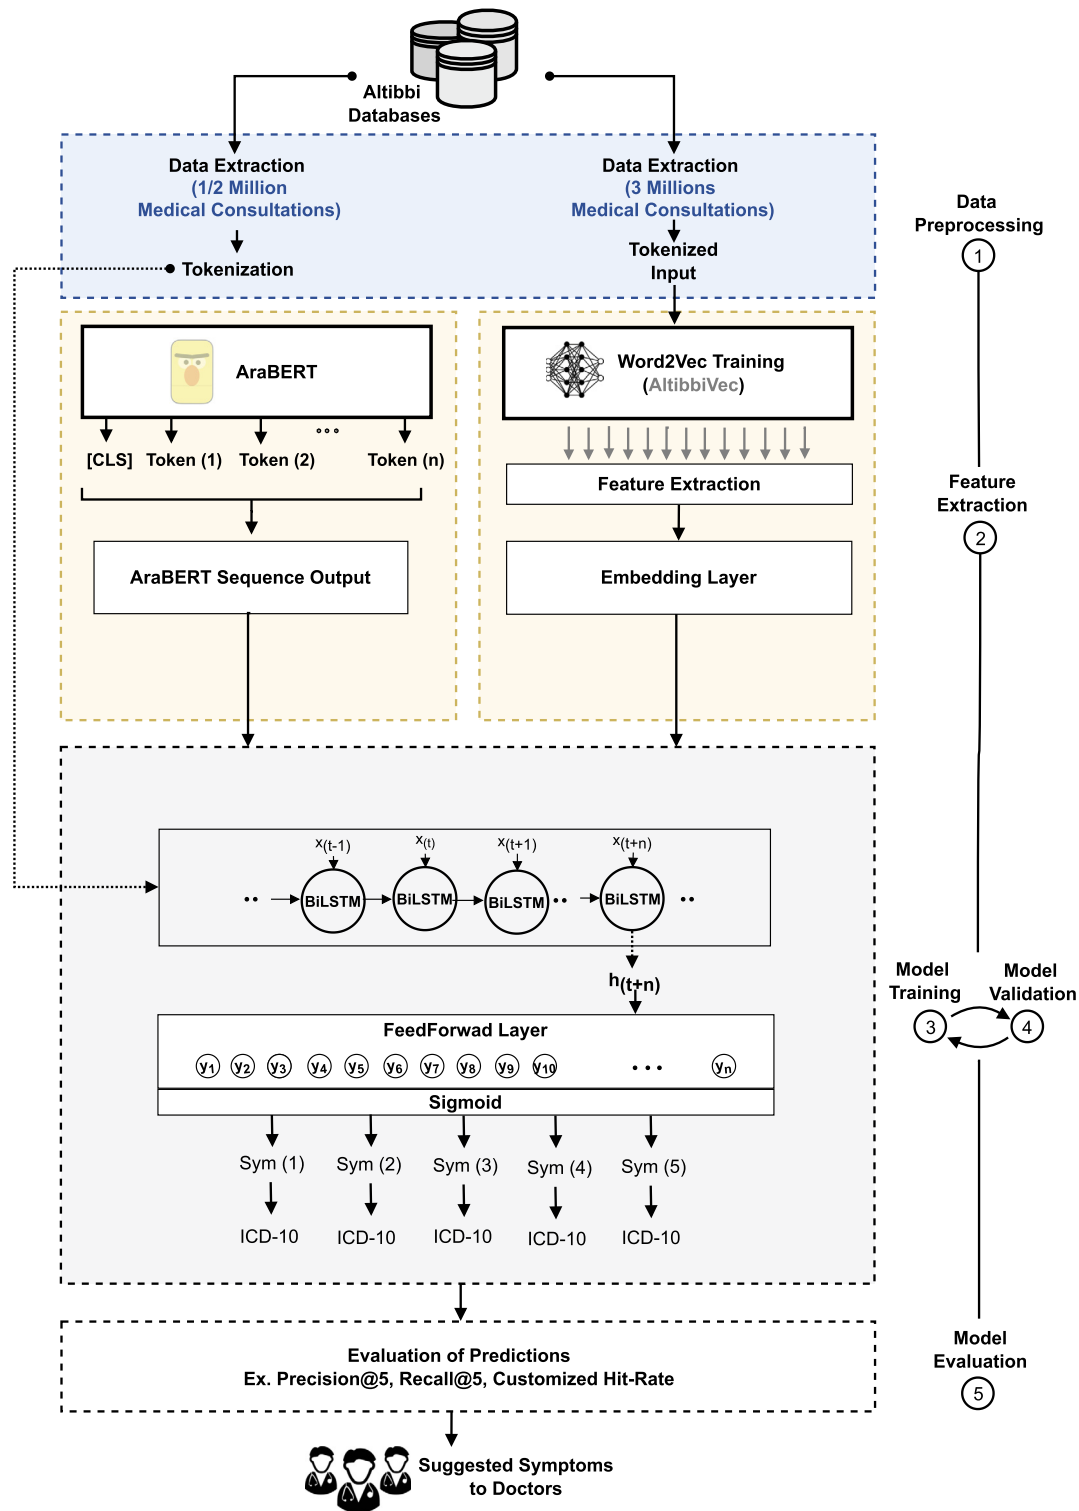 Altibbi
Databases
Data Extraction
(1/2 Million
Medical Consultations)
Tokenization
Data Extraction
(3 Millions
Medical Consultations)
Tokenized
Input
Data
Preprocessing
1
AraBERT
[CLS] Token (1) Token (2) Token (n)
AraBERT Sequence Output
Word2Vec Training
(AltibbiVec)
Feature Extraction
Embedding Layer
Feature
Extraction
2
x(t-1) x(t) x(t+1) x(t+n)
BiLSTM BiLSTM BiLSTM BiLSTM
h(t+n)
FeedForwad Layer
y1 y2 y3 y4 y5 y6 y7 y8 y9 y10 ... yn
Sigmoid
Sym (1) Sym (2) Sym (3) Sym (4) Sym (5)
ICD-10 ICD-10 ICD-10 ICD-10 ICD-10
Model
Training
3
Model
Validation
4
Evaluation of Predictions
Ex. Precision@5, Recall@5, Customized Hit-Rate
Model
Evaluation
5
Suggested Symptoms
to Doctors